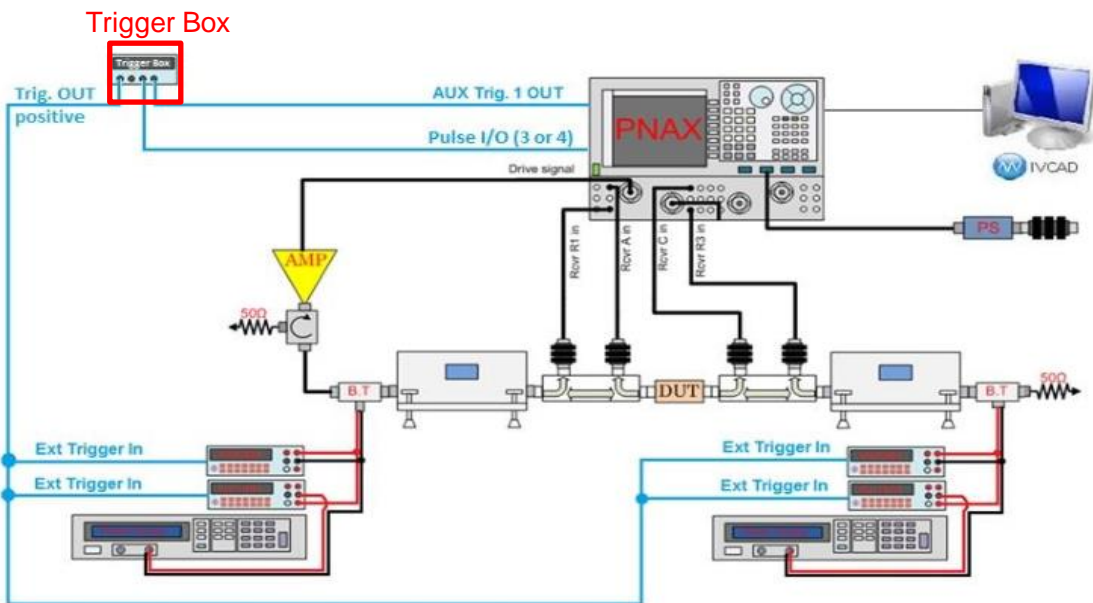 Trigger Box
Trigger Box
Trig. OUT
positive
AUX Trig. 1 OUT
Pulse I/O (3 or 4)
PNAX
IVCAD
Drive signal
PS
Rcvr R1 in
Rcvr A in
Rcvr C in
Rcvr R3 in
AMP
50Ω
B.T
DUT
B.T
50Ω
Ext Trigger In
Ext Trigger In
Ext Trigger In
Ext Trigger In